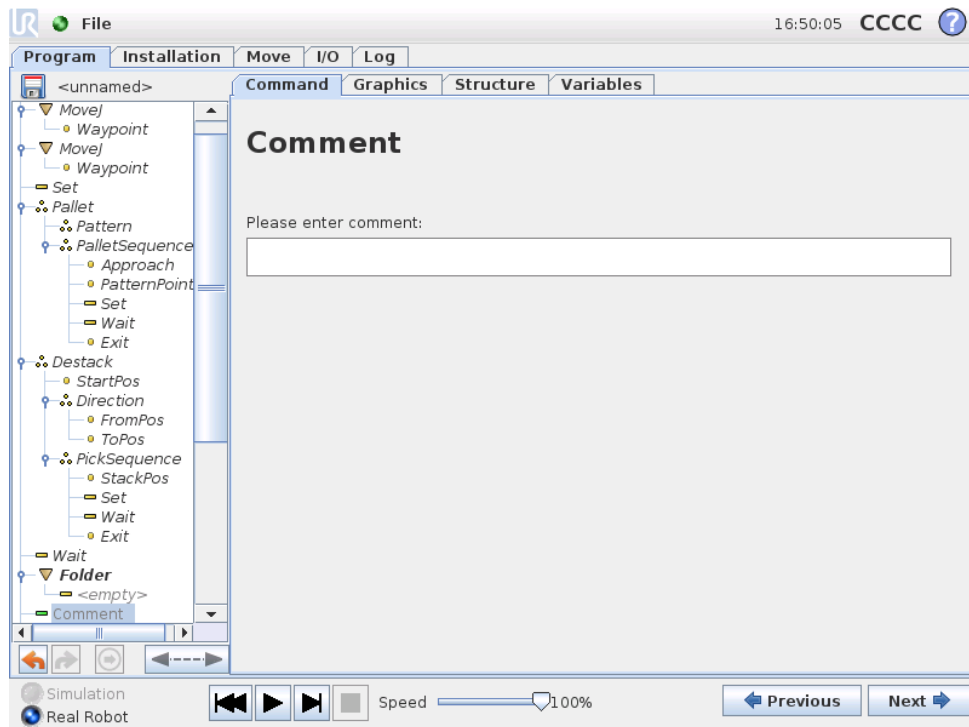 UR File 16:50:05 CCCC ?
Program Installation Move I/O Log
<unnamed>
Command Graphics Structure Variables
MoveJ
Waypoint
MoveJ
Waypoint
Set
Pallet
Pattern
PalletSequence
Approach
PatternPoint
Set
Wait
Exit
Destack
StartPos
Direction
FromPos
ToPos
PickSequence
StackPos
Set
Wait
Exit
Wait
Folder
<empty>
Comment
Comment
Please enter comment:
Simulation
Real Robot
Speed 100%
Previous Next